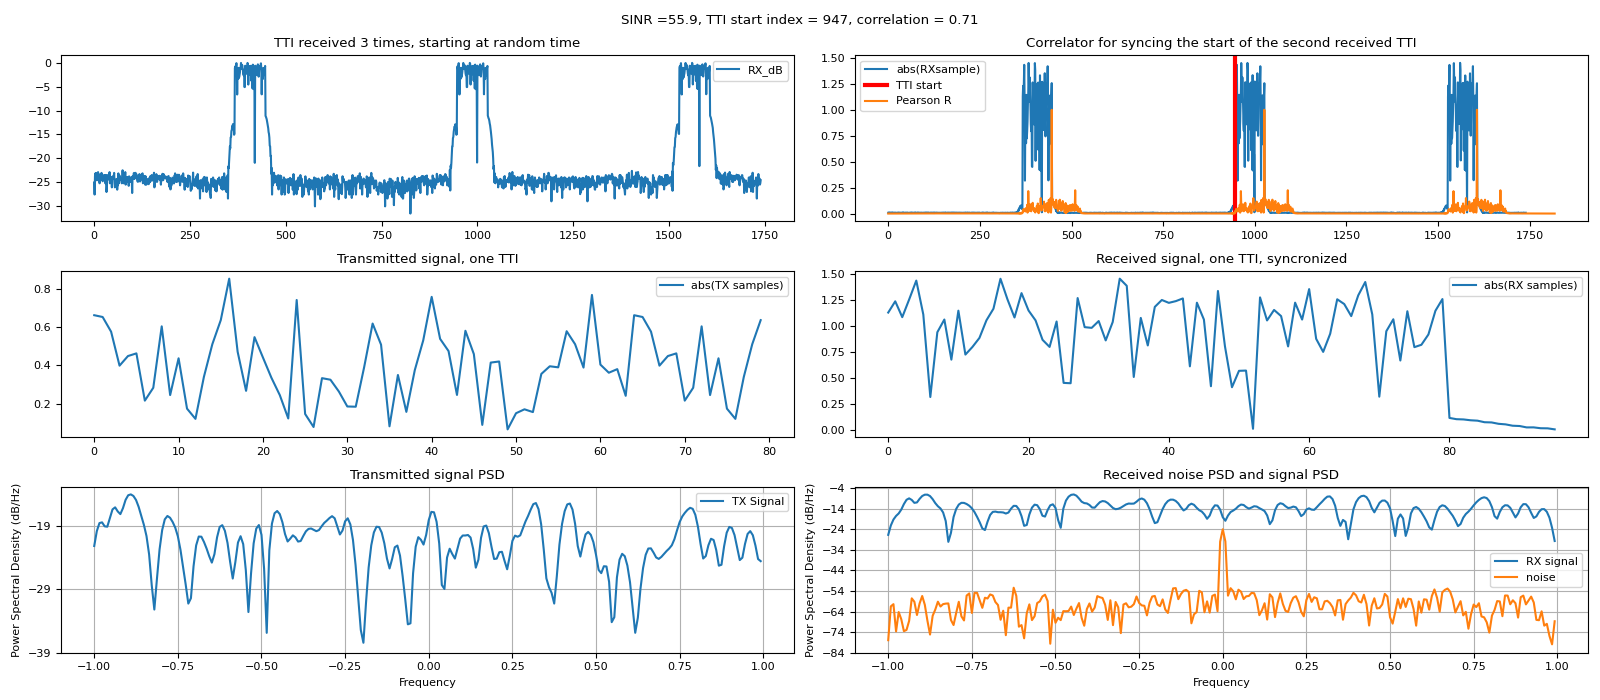 SINR =55.9, TTI start index = 947, correlation = 0.71
TTI received 3 times, starting at random time
0
−5
−10
−15
−20
−25
−30
RX_dB
0 250 500 750 1000 1250 1500 1750
Correlator for syncing the start of the second received TTI
1.50
1.25
1.00
0.75
0.50
0.25
0.00
abs(RXsample)
TTI start
Pearson R
0 250 500 750 1000 1250 1500 1750
Transmitted signal, one TTI
0.8
0.6
0.4
0.2
abs(TX samples)
0 10 20 30 40 50 60 70 80
Received signal, one TTI, syncronized
1.50
1.25
1.00
0.75
0.50
0.25
0.00
abs(RX samples)
0 20 40 60 80
Transmitted signal PSD
Power Spectral Density (dB/Hz)
−19
−29
−39
TX Signal
−1.00 −0.75 −0.50 −0.25 0.00 0.25 0.50 0.75 1.00
Frequency
Received noise PSD and signal PSD
Power Spectral Density (dB/Hz)
−4
−14
−24
−34
−44
−54
−64
−74
−84
RX signal
noise
−1.00 −0.75 −0.50 −0.25 0.00 0.25 0.50 0.75 1.00
Frequency